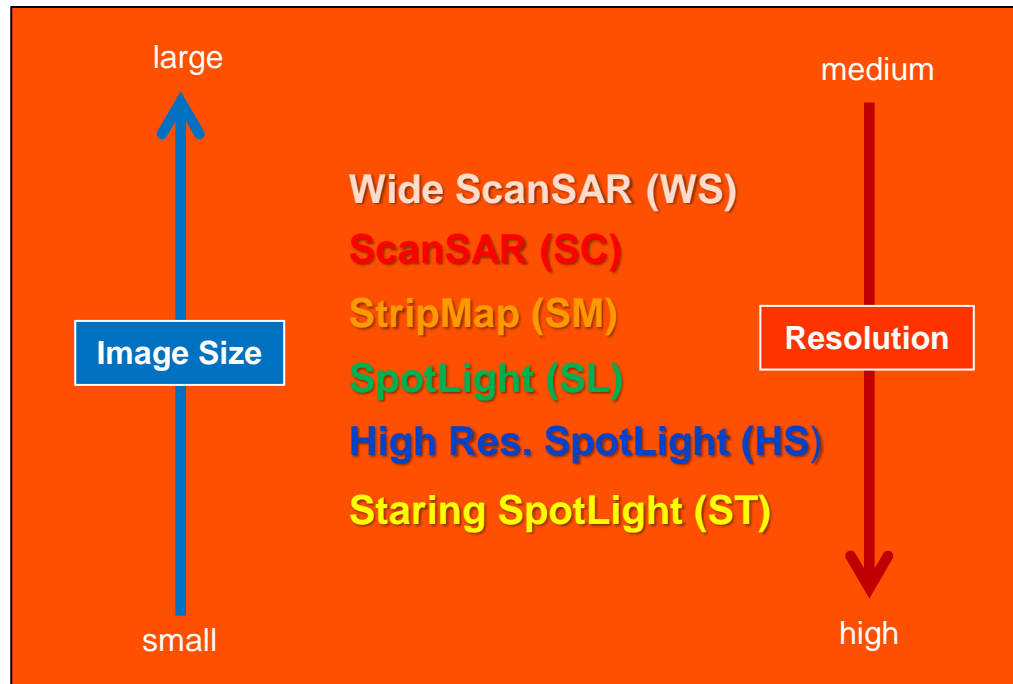 large
medium
Wide ScanSAR (WS)
ScanSAR (SC)
StripMap (SM)
Image Size
Resolution
SpotLight (SL)
High Res. SpotLight (HS)
Staring SpotLight (ST)
small
high